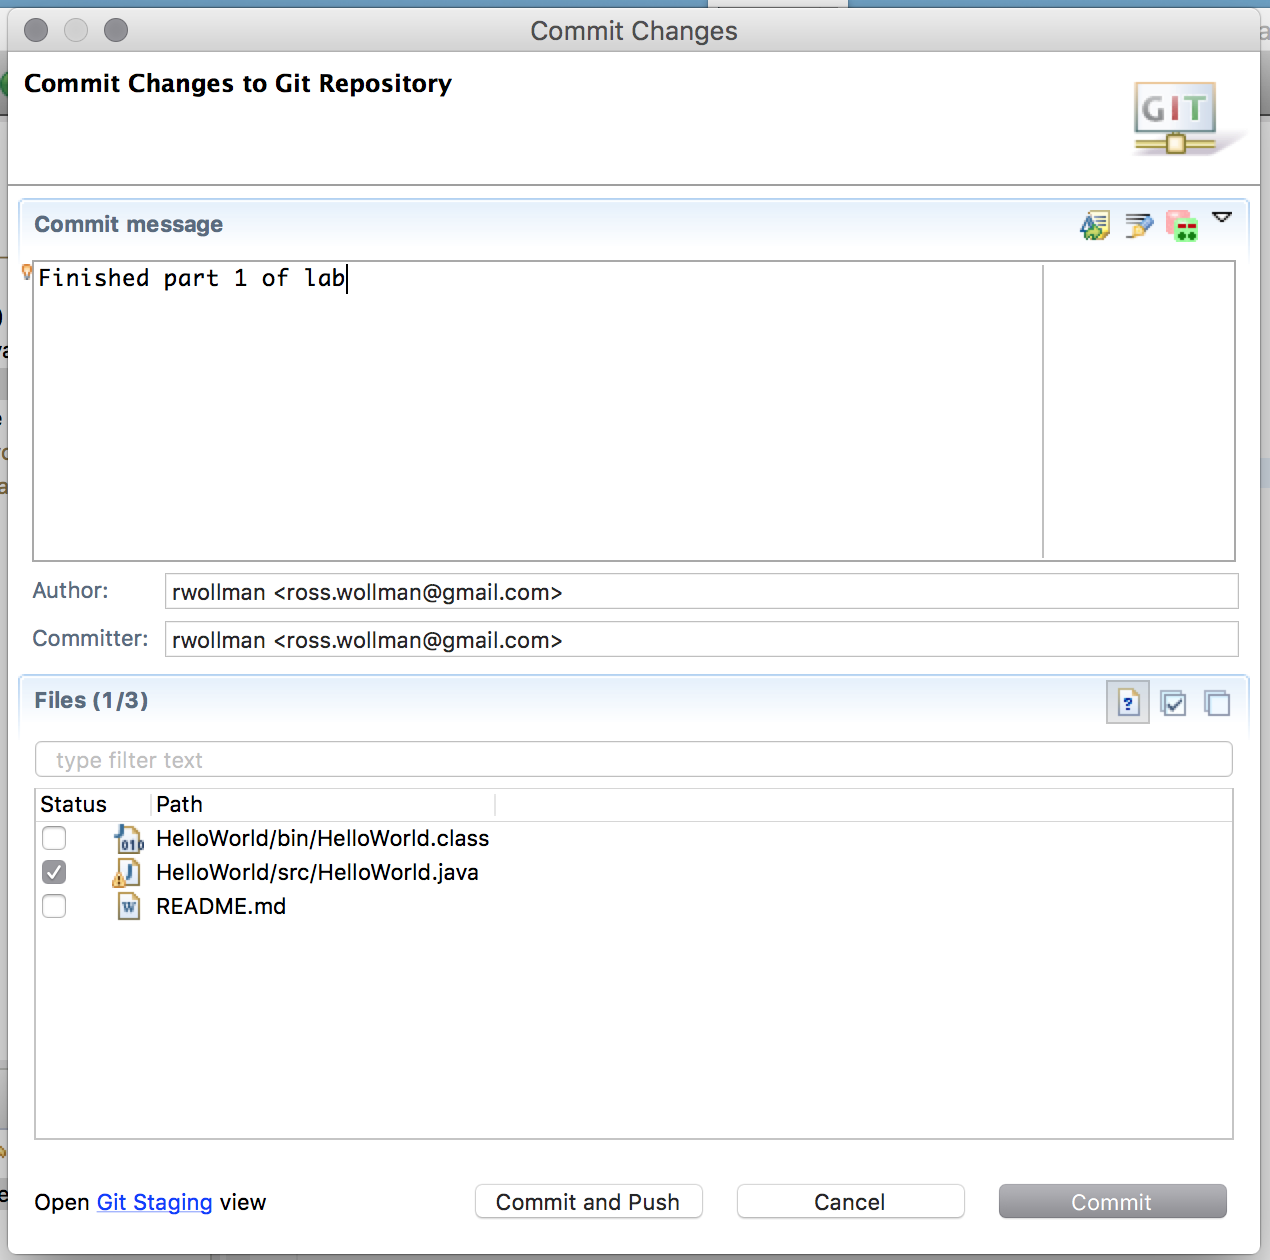 Commit Changes
Commit Changes to Git Repository
GIT
Commit message
Finished part 1 of lab
Author: rwollman <ross.wollman@gmail.com>
Committer: rwollman <ross.wollman@gmail.com>
Files (1/3)
type filter text
Status Path
HelloWorld/bin/HelloWorld.class
HelloWorld/src/HelloWorld.java
README.md
Open Git Staging view Commit and Push Cancel Commit